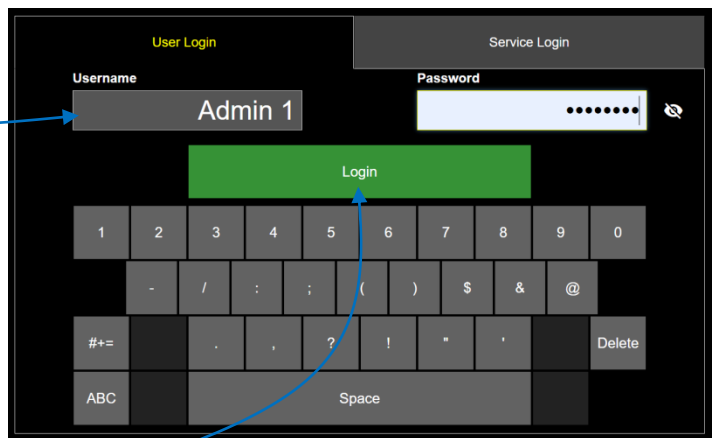 User Login Service Login
Username Password
Admin 1 ••••••••
Login
1 2 3 4 5 6 7 8 9 0
- / : ; ( ) $ & @
#+= . , ? ! " ' Delete
ABC Space